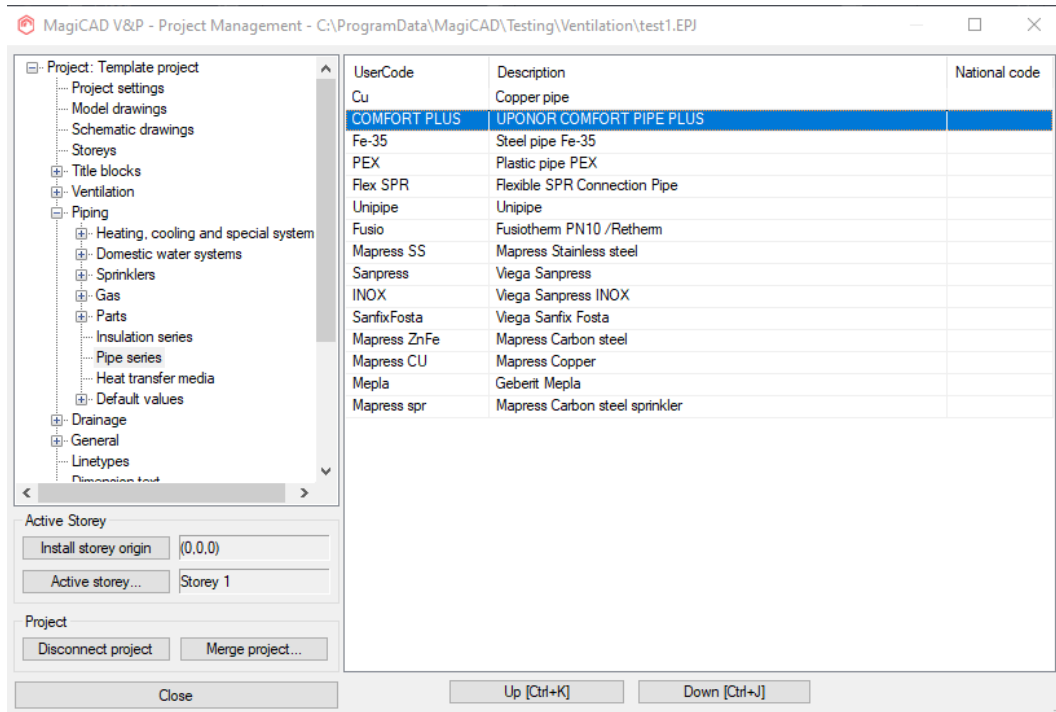 MagiCAD V&P - Project Management - C:\ProgramData\MagiCAD\Testing\Ventilation\test1.EPJ
Project: Template project
Project settings
Model drawings
Schematic drawings
Storeys
Title blocks
Ventilation
Piping
Heating, cooling and special system
Domestic water systems
Sprinklers
Gas
Parts
Insulation series
Pipe series
Heat transfer media
Default values
Drainage
General
Linetypes
Dimension text
Active Storey
Install storey origin (0,0,0)
Active storey... Storey 1
Project
Disconnect project Merge project...
Close
UserCode Description National code
Cu Copper pipe
COMFORT PLUS UPONOR COMFORT PIPE PLUS
Fe-35 Steel pipe Fe-35
PEX Plastic pipe PEX
Flex SPR Flexible SPR Connection Pipe
Unipipe Unipipe
Fusio Fusiotherm PN10 /Retherm
Mapress SS Mapress Stainless steel
Sanpress Viega Sanpress
INOX Viega Sanpress INOX
SanfixFosta Viega Sanfix Fosta
Mapress ZnFe Mapress Carbon steel
Mapress CU Mapress Copper
Mepla Geberit Mepla
Mapress spr Mapress Carbon steel sprinkler
Up [Ctrl+K] Down [Ctrl+J]